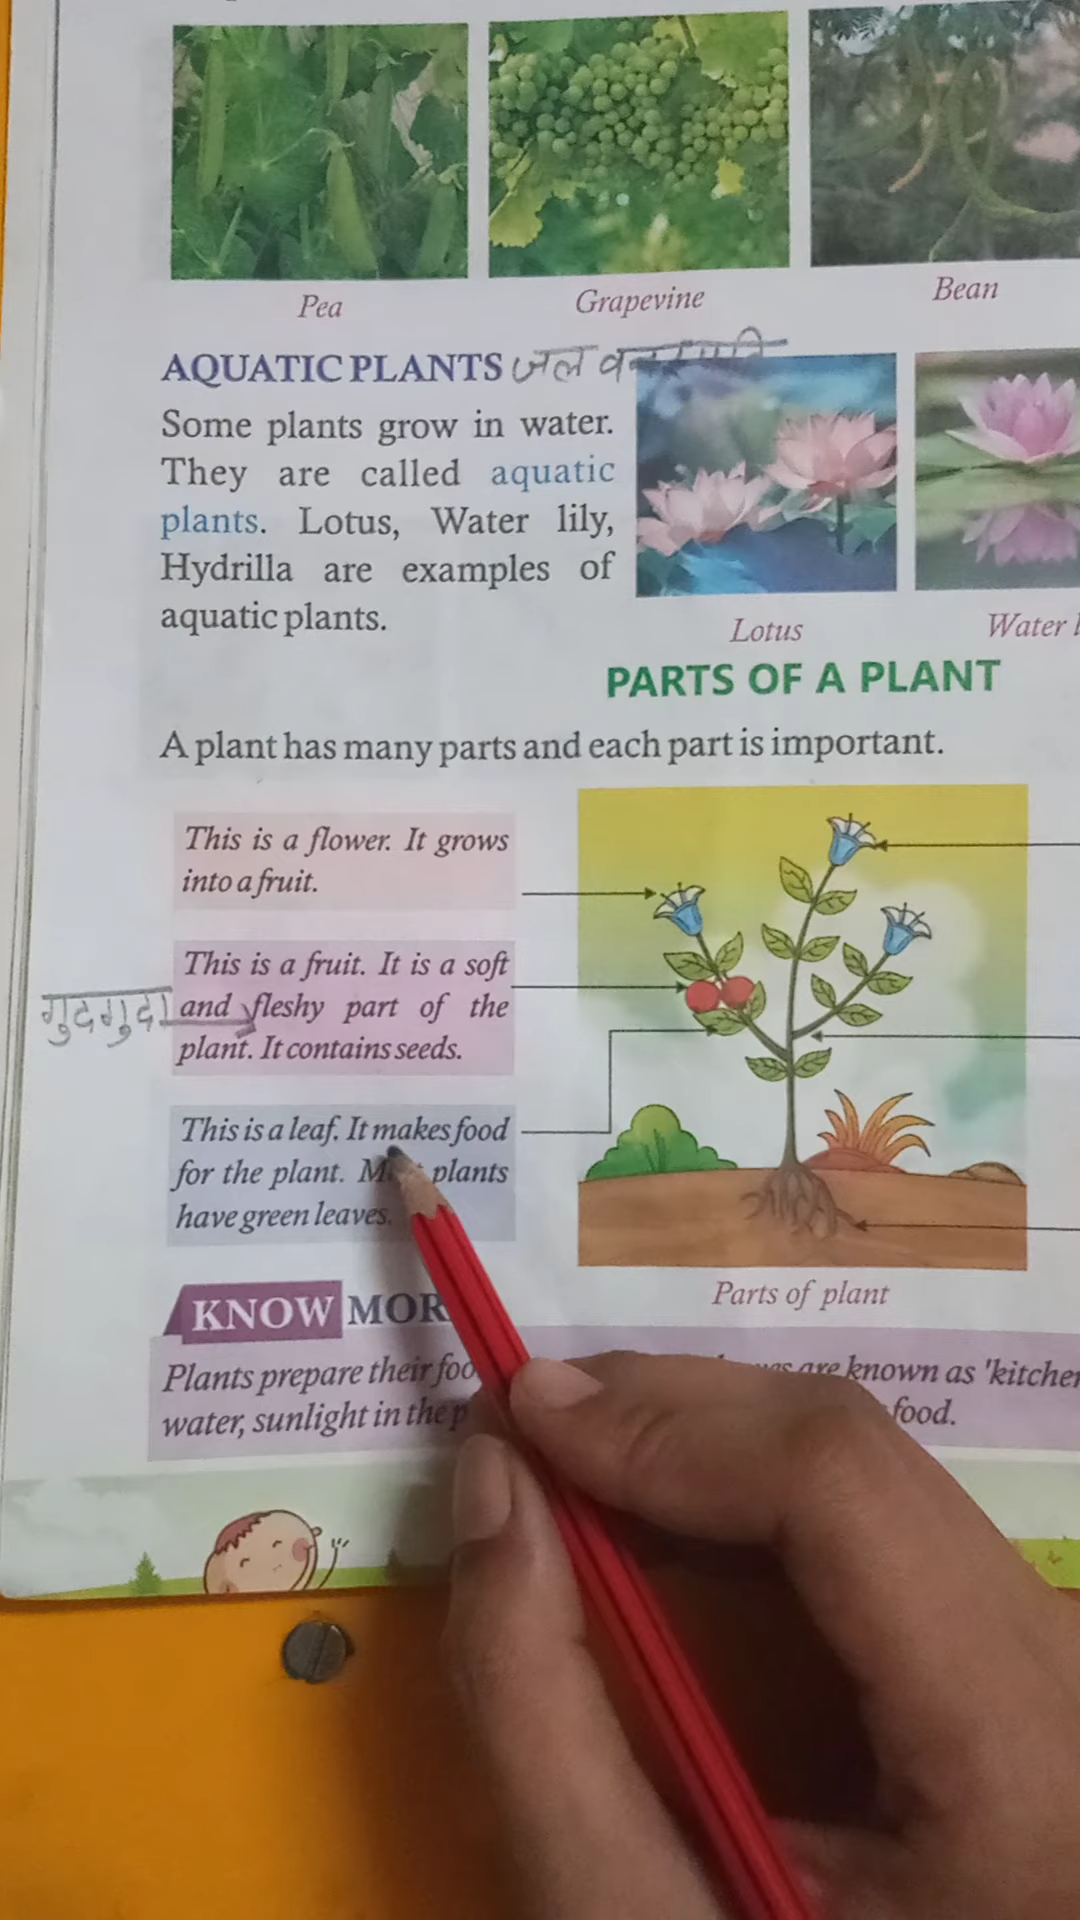 Pea
Grapevine
Bean
AQUATIC PLANTS जल वनस्पति
Some plants grow in water.
They are called aquatic
plants. Lotus, Water lily,
Hydrilla are examples of
aquatic plants.
Lotus
Water
PARTS OF A PLANT
A plant has many parts and each part is important.
This is a flower. It grows
into a fruit.
This is a fruit. It is a soft
गुदगुदा and fleshy part of the
plant. It contains seeds.
This is a leaf. It makes food
for the plant. plants
have green leaves.
Parts of plant
KNOW MOR
Plants prepare their foo are known as 'kitchen
water, sunlight in the p food.